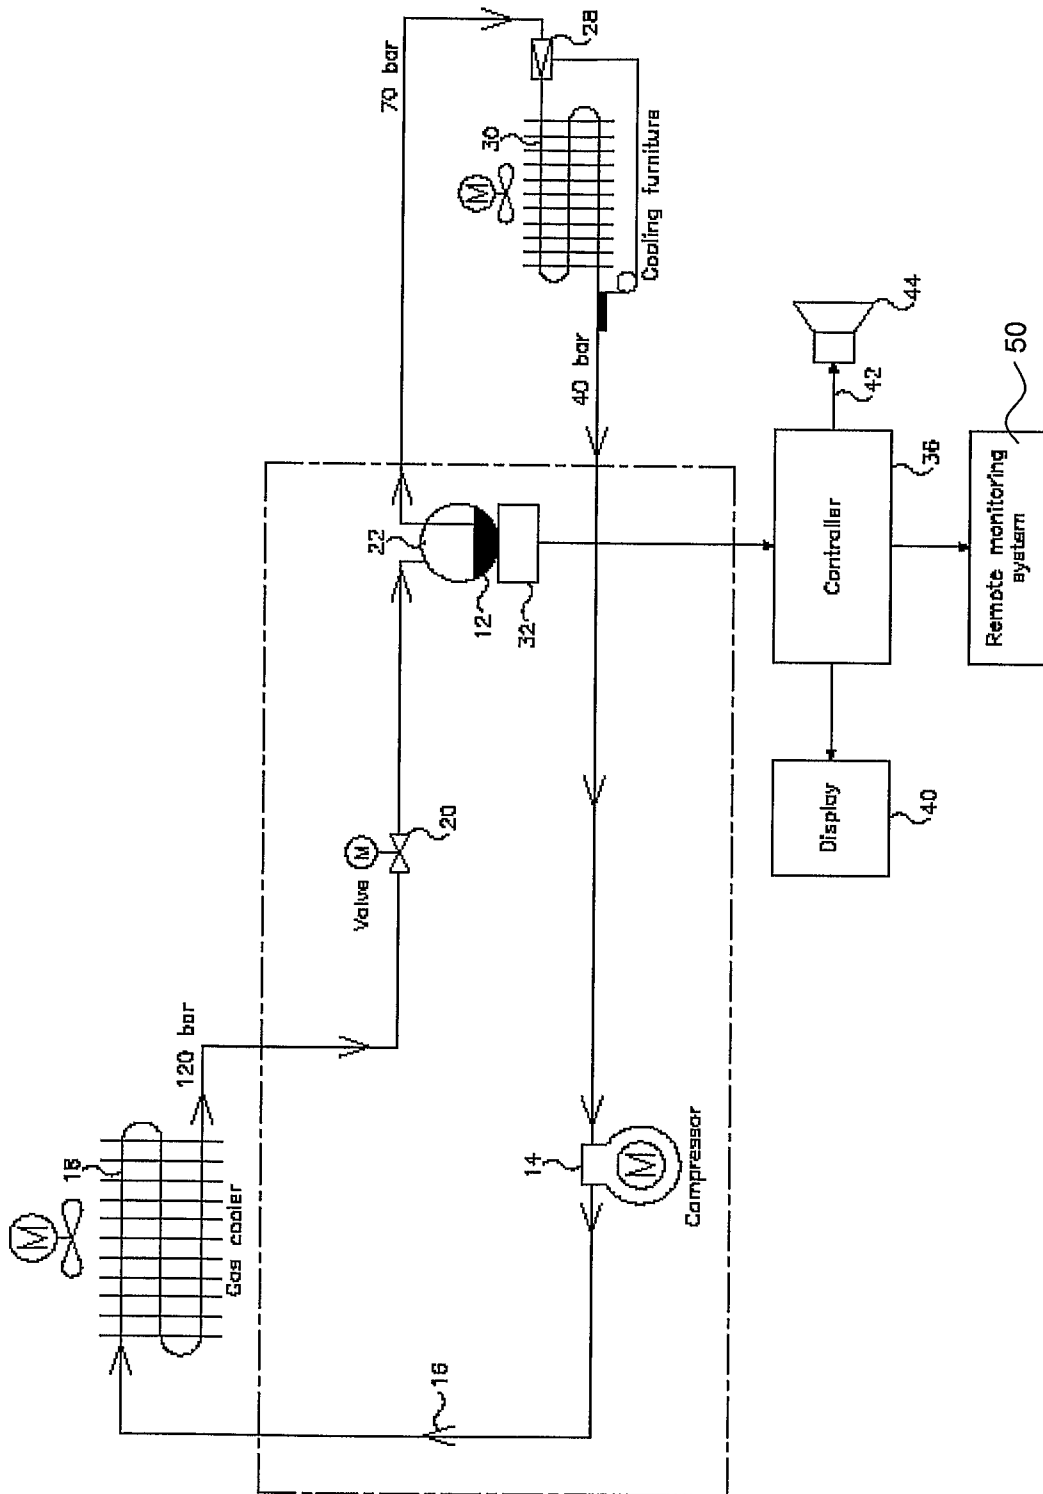 M
18
120 bar
Gas cooler
Valve
M
22
70 bar
16
20
12
M
30
32
14
40 bar
28
M
Cooling furniture
Compressor
Display
Controller
42
44
40
36
Remote monitoring
system
50